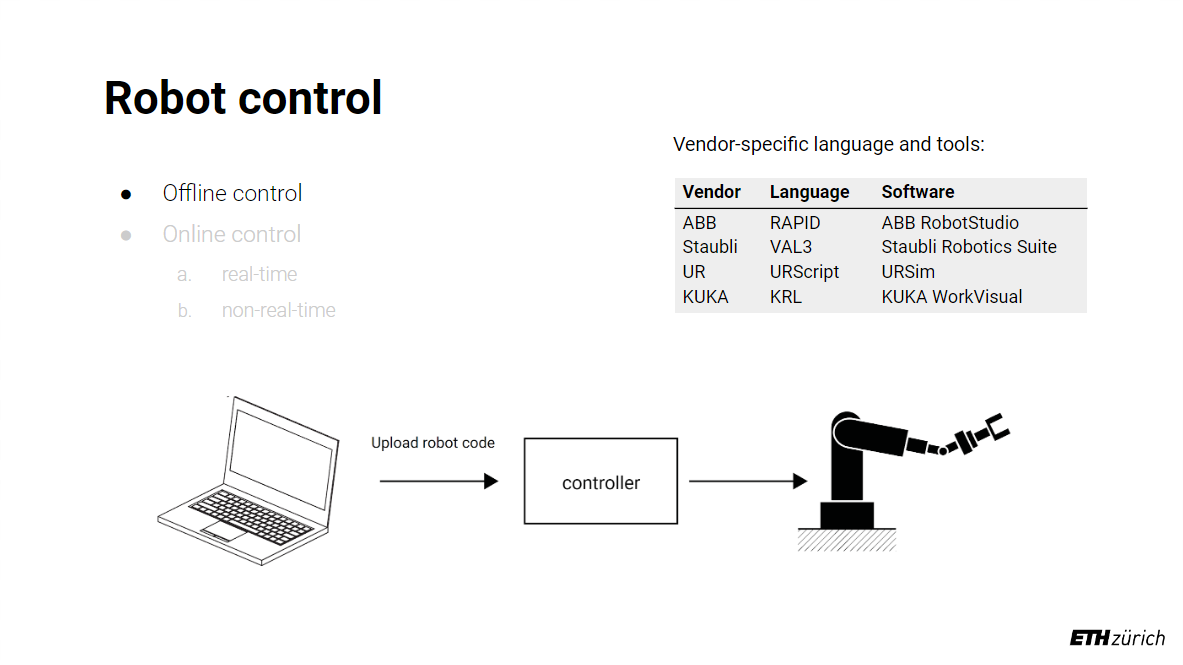 Robot control
● Offline control
● Online control
a. real-time
b. non-real-time
Vendor-specific language and tools:
Vendor Language Software
ABB RAPID ABB RobotStudio
Staubli VAL3 Staubli Robotics Suite
UR URScript URSim
KUKA KRL KUKA WorkVisual
Upload robot code
controller
ETH zürich